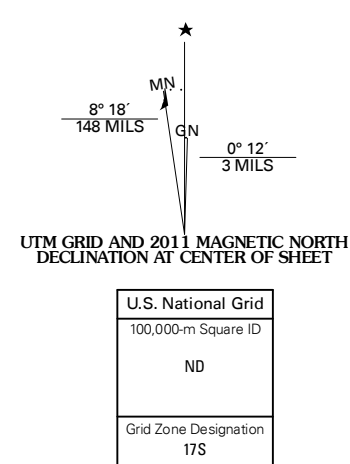 ★
MN
8° 18´
148 MILS
GN
0° 12´
3 MILS
UTM GRID AND 2011 MAGNETIC NORTH
DECLINATION AT CENTER OF SHEET
U.S. National Grid
100,000-m Square ID
ND
Grid Zone Designation
17S